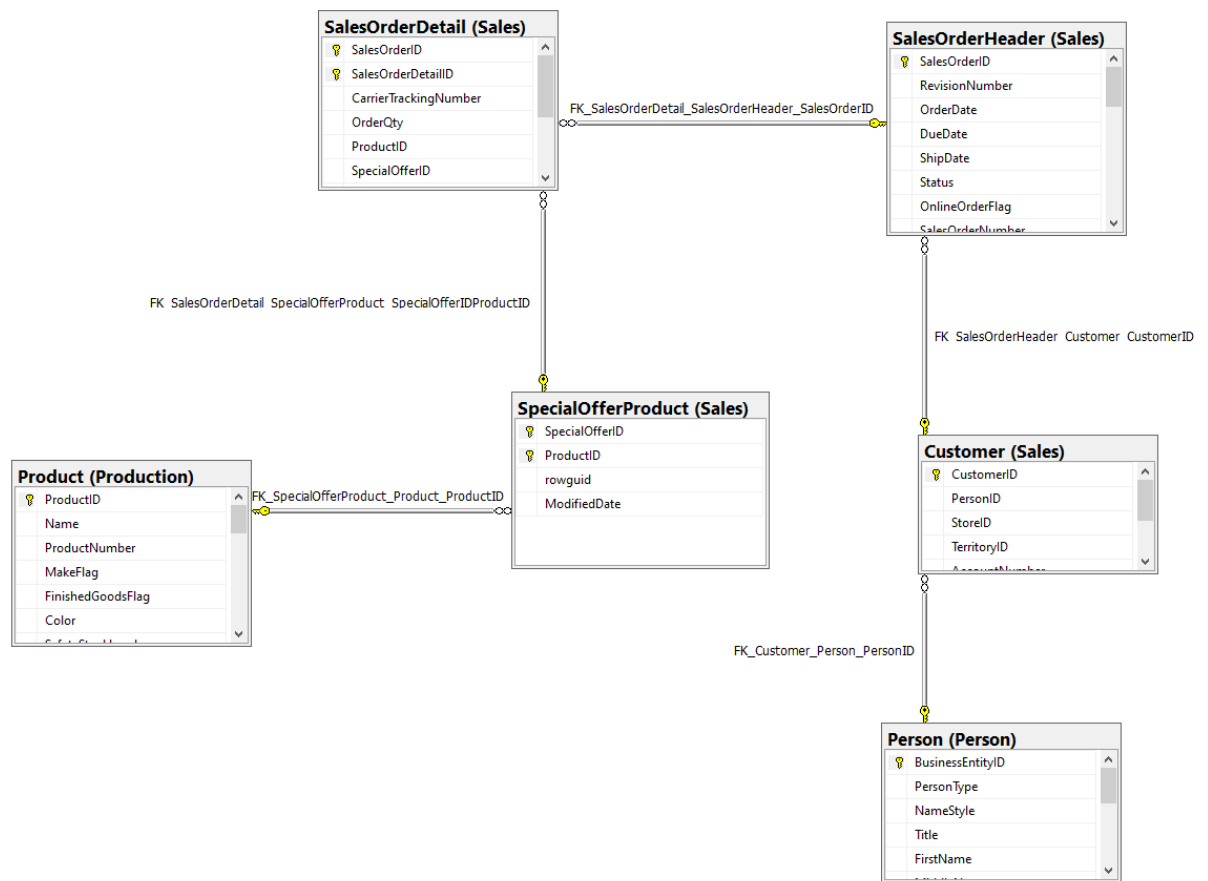 SalesOrderDetail (Sales)
SalesOrderID
SalesOrderDetailID
CarrierTrackingNumber
OrderQty
ProductID
SpecialOfferID
FK_SalesOrderDetail_SalesOrderHeader_SalesOrderID
SalesOrderHeader (Sales)
SalesOrderID
RevisionNumber
OrderDate
DueDate
ShipDate
Status
OnlineOrderFlag
SalesOrderNumber
FK_SalesOrderDetail_SpecialOfferProduct_SpecialOfferIDProductID
FK_SalesOrderHeader_Customer_CustomerID
SpecialOfferProduct (Sales)
SpecialOfferID
ProductID
rowguid
ModifiedDate
Product (Production)
ProductID
Name
ProductNumber
MakeFlag
FinishedGoodsFlag
Color
FK_SpecialOfferProduct_Product_ProductID
Customer (Sales)
CustomerID
PersonID
StoreID
TerritoryID
AccountNumber
FK_Customer_Person_PersonID
Person (Person)
BusinessEntityID
PersonType
NameStyle
Title
FirstName